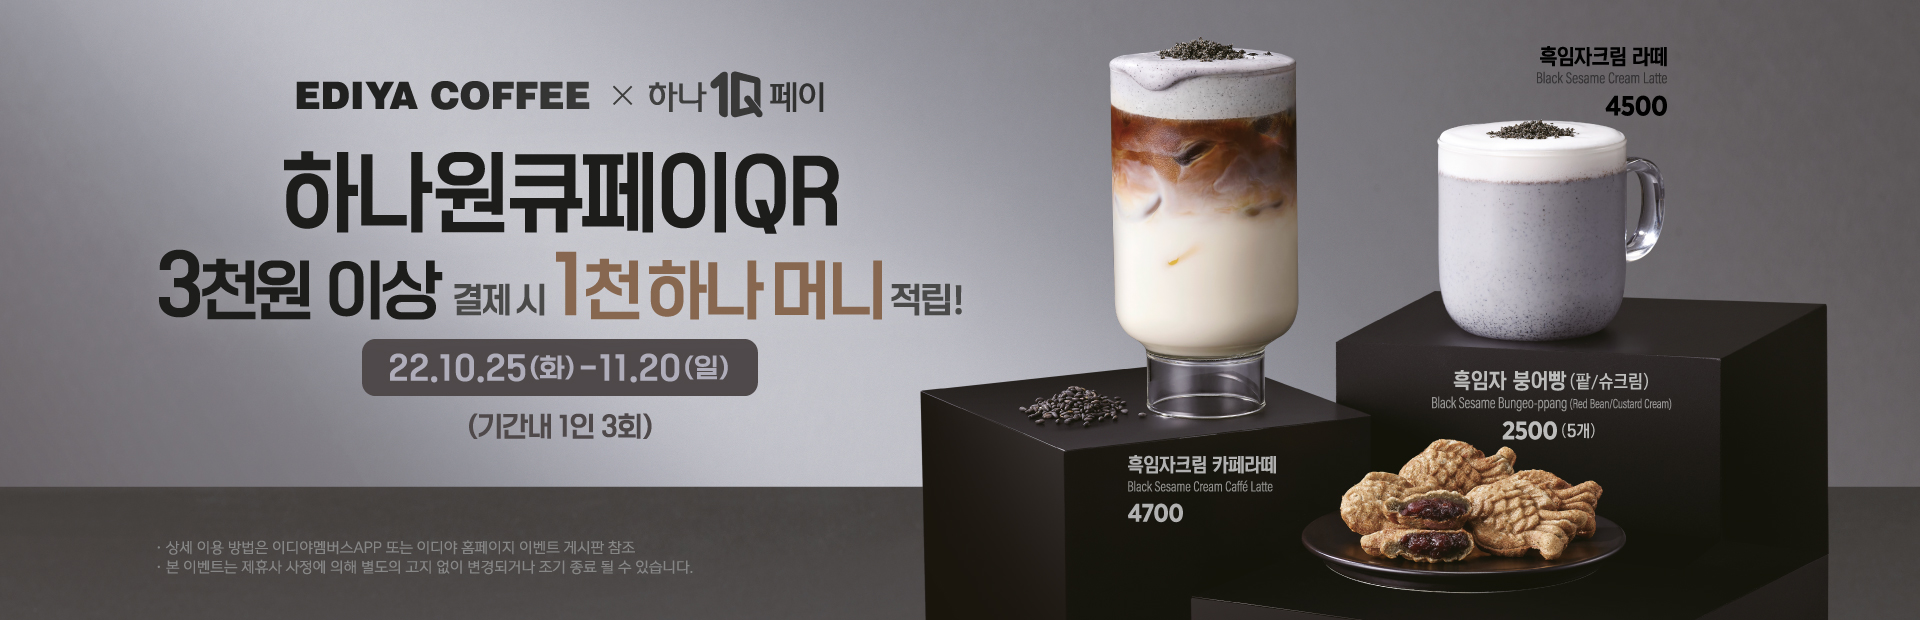 EDIYA COFFEE × 하나1Q페이
하나원큐페이QR
3천원 이상 결제 시 1천 하나 머니 적립!
22.10.25(화)-11.20(일)
(기간내 1인 3회)
· 상세 이용 방법은 이디야멤버스APP 또는 이디야 홈페이지 이벤트 게시판 참조
· 본 이벤트는 제휴사 사정에 의해 별도의 고지 없이 변경되거나 조기 종료 될 수 있습니다.
흑임자크림 라떼
Black Sesame Cream Latte
4500
흑임자 붕어빵 (팥/슈크림)
Black Sesame Bungeo-ppang (Red Bean/Custard Cream)
2500 (5개)
흑임자크림 카페라떼
Black Sesame Cream Caffé Latte
4700